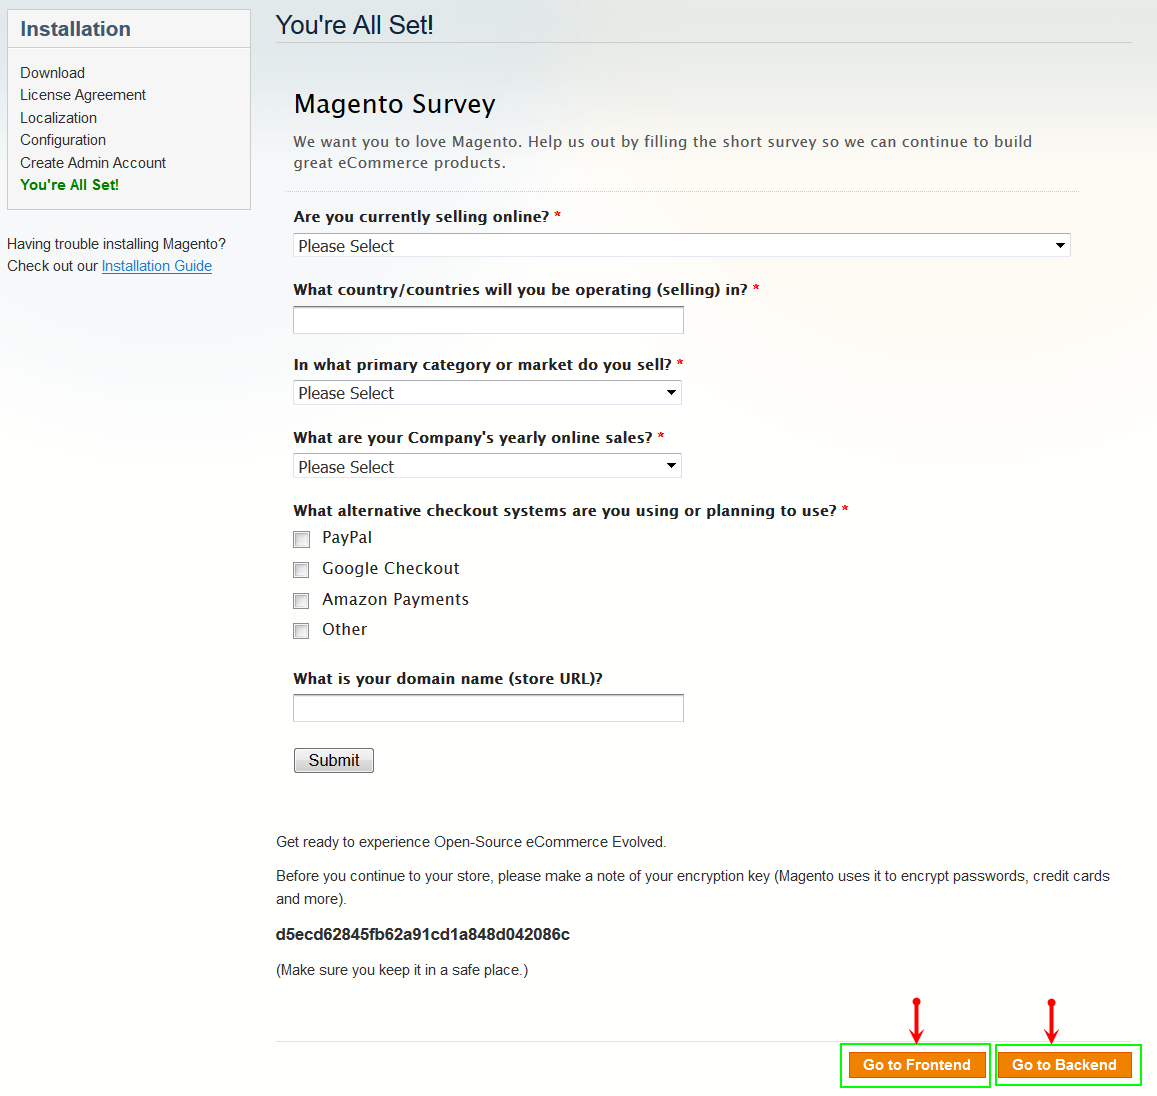 Installation
Download
License Agreement
Localization
Configuration
Create Admin Account
You're All Set!
Having trouble installing Magento?
Check out our Installation Guide
You're All Set!
Magento Survey
We want you to love Magento. Help us out by filling the short survey so we can continue to build
great eCommerce products.
Are you currently selling online? *
Please Select
What country/countries will you be operating (selling) in? *
In what primary category or market do you sell? *
Please Select
What are your Company's yearly online sales? *
Please Select
What alternative checkout systems are you using or planning to use? *
PayPal
Google Checkout
Amazon Payments
Other
What is your domain name (store URL)?
Submit
Get ready to experience Open-Source eCommerce Evolved.
Before you continue to your store, please make a note of your encryption key (Magento uses it to encrypt passwords, credit cards
and more).
d5ecd62845fb62a91cd1a848d042086c
(Make sure you keep it in a safe place.)
Go to Frontend
Go to Backend